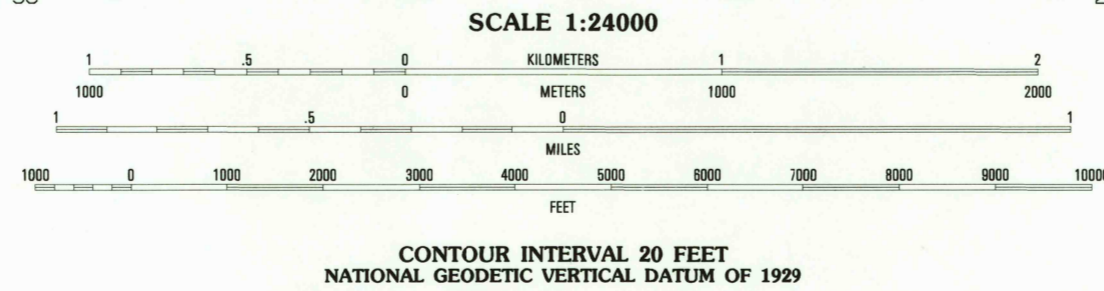 SCALE 1:24000
1 .5 0 KILOMETERS 1 2
1000 0 METERS 1000 2000
1 .5 0 1
MILES
1000 0 1000 2000 3000 4000 5000 6000 7000 8000 9000 10000
FEET
CONTOUR INTERVAL 20 FEET
NATIONAL GEODETIC VERTICAL DATUM OF 1929